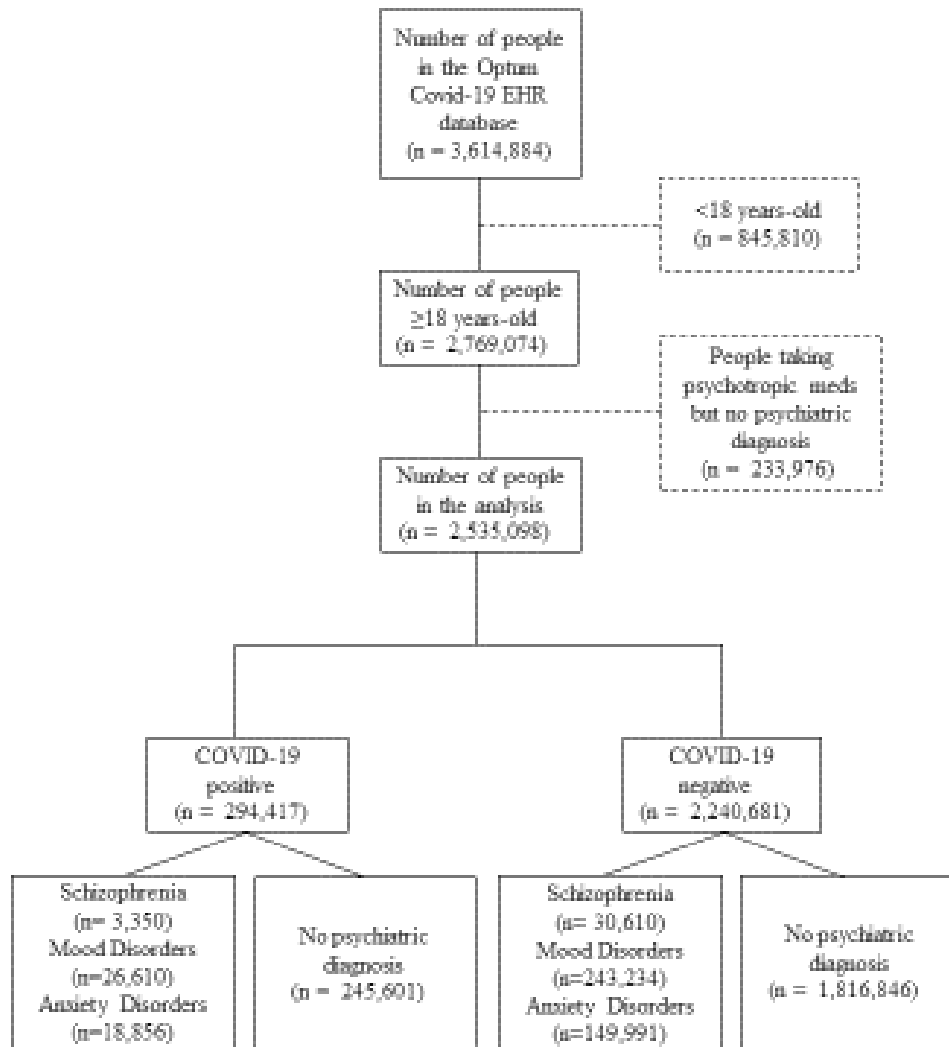 Number of people
in the Optum
Covid-19 EHR
database
(n = 3,614,884)
<18 years-old
(n = 845,810)
Number of people
≥18 years-old
(n = 2,769,074)
People taking
psychotropic meds
but no psychiatric
diagnosis
(n = 233,976)
Number of people
in the analysis
(n = 2,535,098)
COVID-19
positive
(n = 294,417)
COVID-19
negative
(n = 2,240,681)
Schizophrenia
(n= 3,350)
Mood Disorders
(n=26,610)
Anxiety Disorders
(n=18,856)
No psychiatric
diagnosis
(n = 245,601)
Schizophrenia
(n= 30,610)
Mood Disorders
(n=243,234)
Anxiety Disorders
(n=149,991)
No psychiatric
diagnosis
(n = 1,816,846)